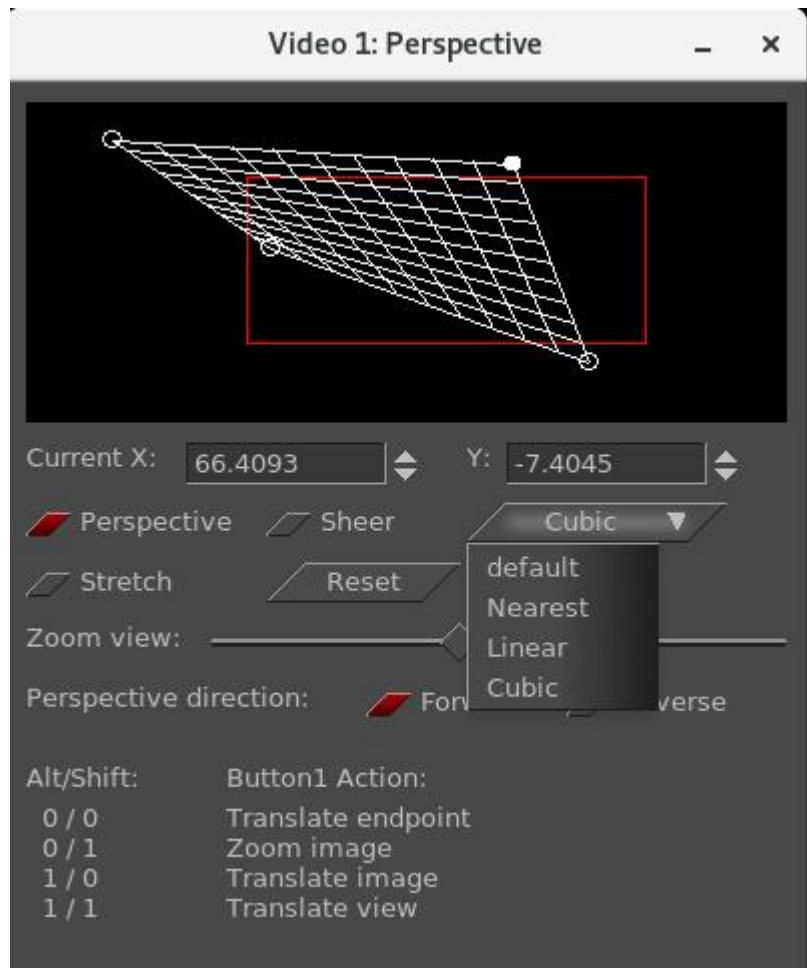 Video 1: Perspective
Current X: 66.4093 Y: -7.4045
Perspective Sheer Cubic
default
Stretch Reset
Nearest
Zoom view:
Linear
Cubic
Perspective direction: For verse
Alt/Shift: Button1 Action:
0 / 0 Translate endpoint
0 / 1 Zoom image
1 / 0 Translate image
1 / 1 Translate view